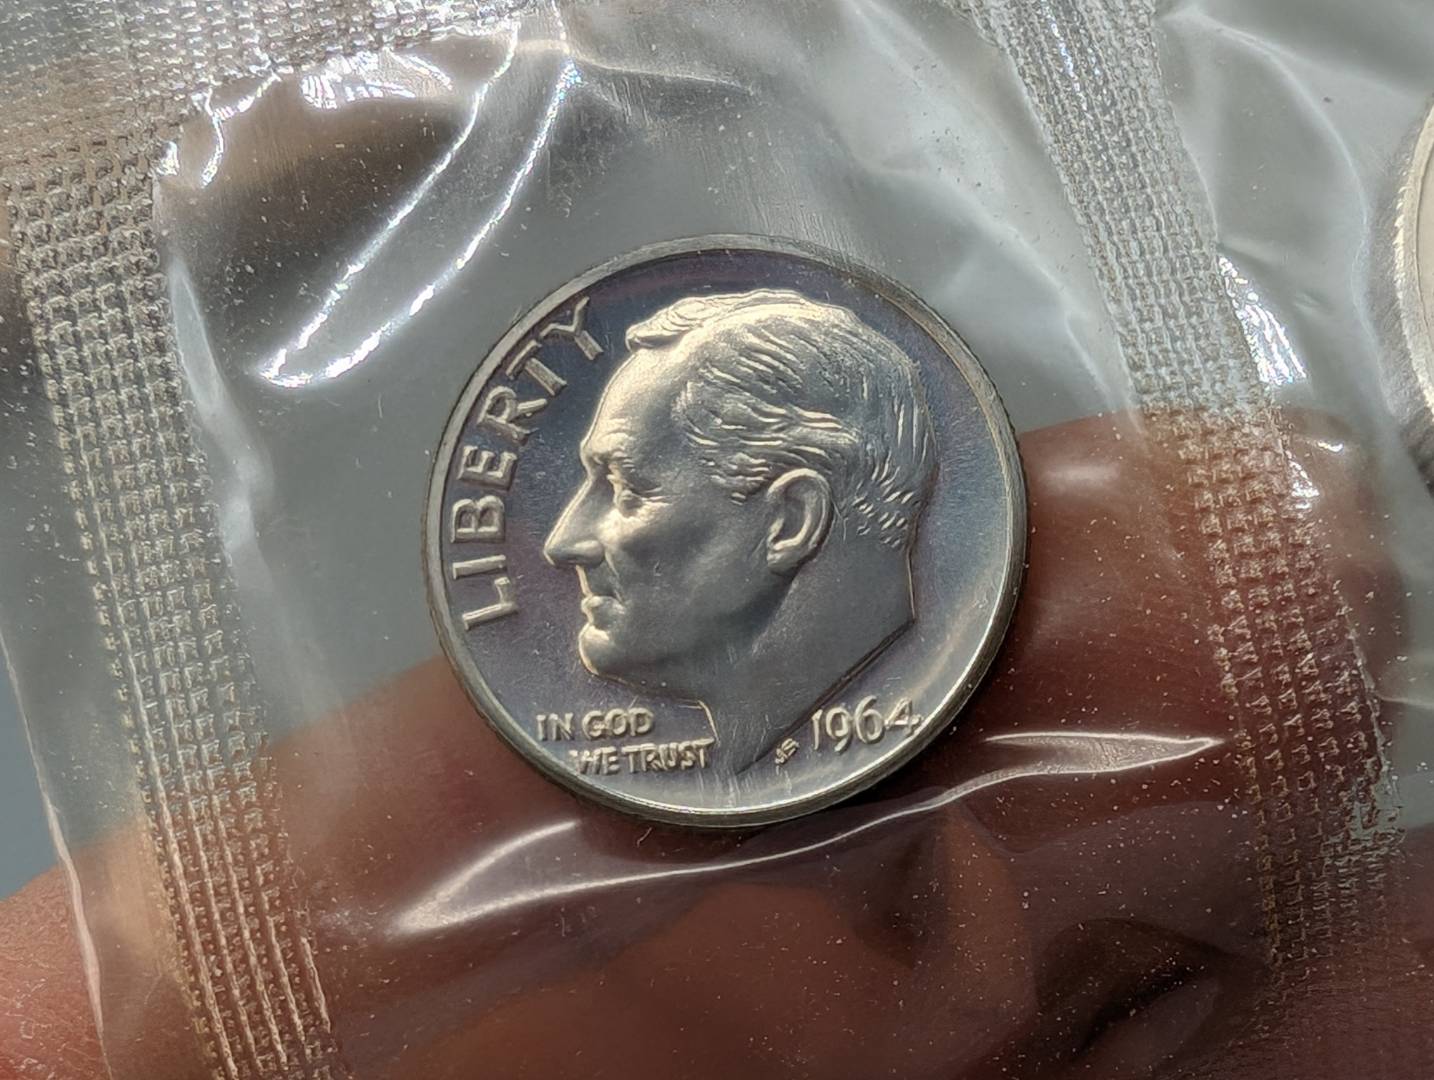 LIBERTY
IN GOD
WE TRUST
JS
1964